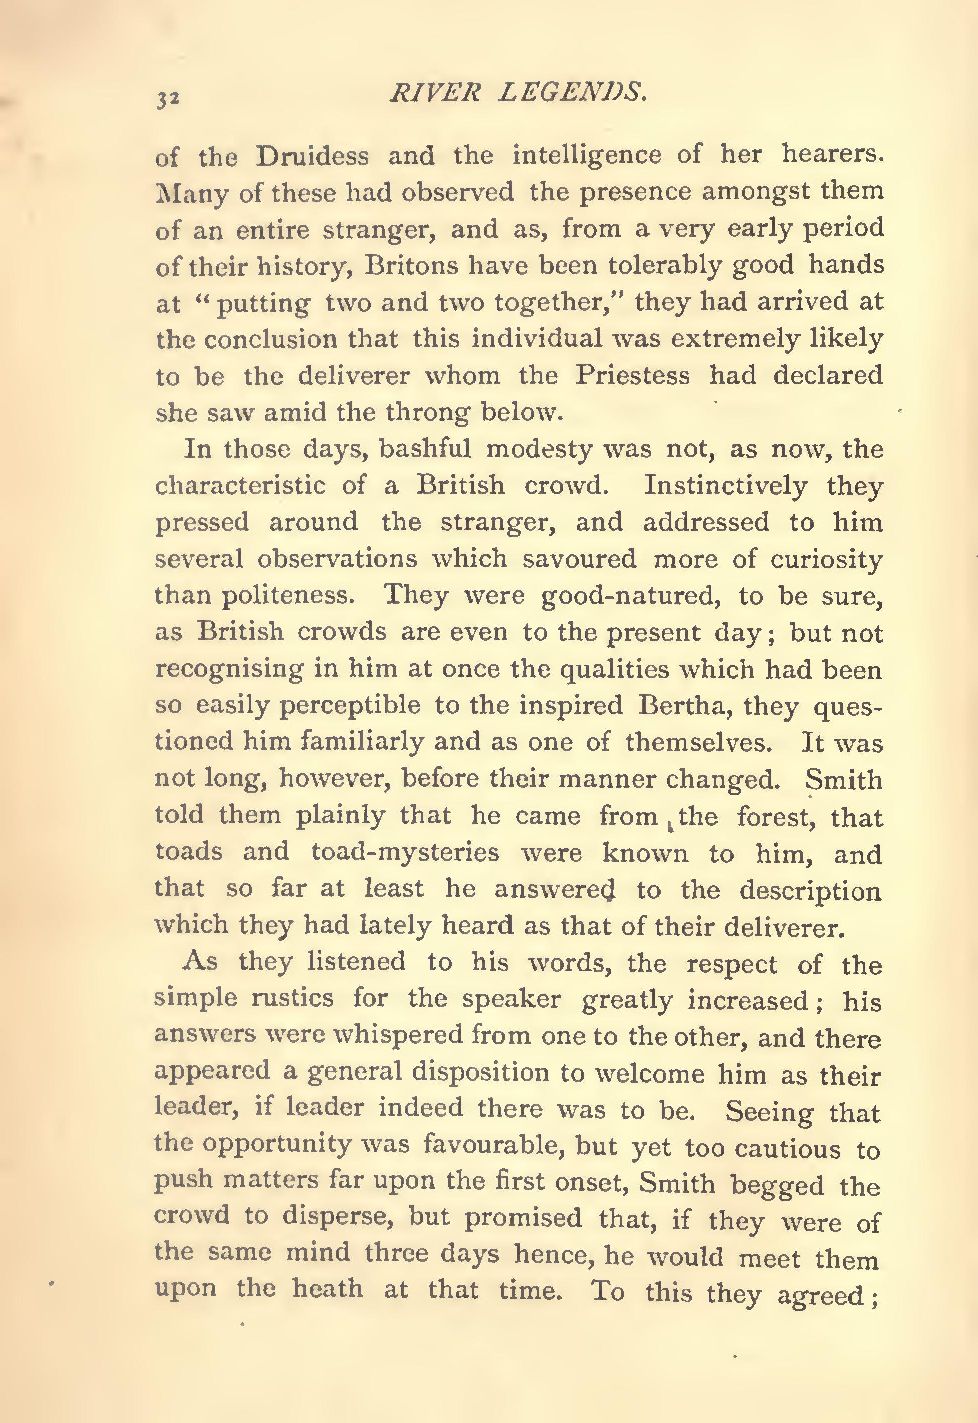 32 RIVER LEGENDS.
of the Druidess and the intelligence of her hearers.
Many of these had observed the presence amongst them
of an entire stranger, and as, from a very early period
of their history, Britons have been tolerably good hands
at “putting two and two together,” they had arrived at
the conclusion that this individual was extremely likely
to be the deliverer whom the Priestess had declared
she saw amid the throng below.
In those days, bashful modesty was not, as now, the
characteristic of a British crowd. Instinctively they
pressed around the stranger, and addressed to him
several observations which savoured more of curiosity
than politeness. They were good-natured, to be sure,
as British crowds are even to the present day; but not
recognising in him at once the qualities which had been
so easily perceptible to the inspired Bertha, they ques-
tioned him familiarly and as one of themselves. It was
not long, however, before their manner changed. Smith
told them plainly that he came from the forest, that
toads and toad-mysteries were known to him, and
that so far at least he answered to the description
which they had lately heard as that of their deliverer.
As they listened to his words, the respect of the
simple rustics for the speaker greatly increased; his
answers were whispered from one to the other, and there
appeared a general disposition to welcome him as their
leader, if leader indeed there was to be. Seeing that
the opportunity was favourable, but yet too cautious to
push matters far upon the first onset, Smith begged the
crowd to disperse, but promised that, if they were of
the same mind three days hence, he would meet them
upon the heath at that time. To this they agreed;